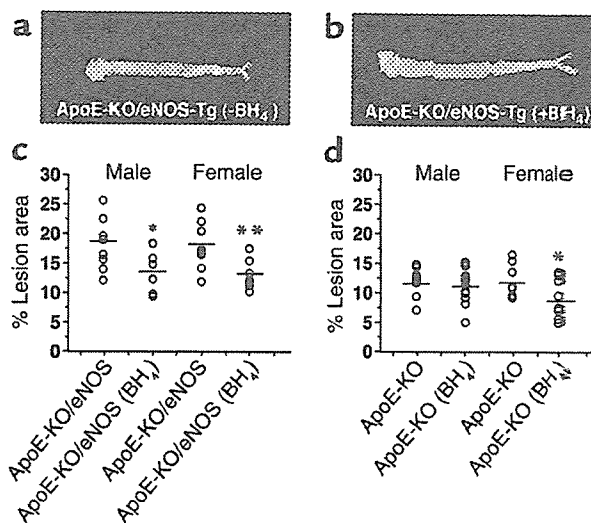 a
ApoE-KO/eNOS-Tg (-BH4)
b
ApoE-KO/eNOS-Tg (+BH4)
c
Male Female
% Lesion area
30
25
20
15
10
5
0
*
**
ApoE-KO/eNOS
ApoE-KO/eNOS (BH4)
ApoE-KO/eNOS
ApoE-KO/eNOS (BH4)
d
Male Female
% Lesion area
30
25
20
15
10
5
0
*
ApoE-KO
ApoE-KO (BH4)
ApoE-KO
ApoE-KO (BH4)